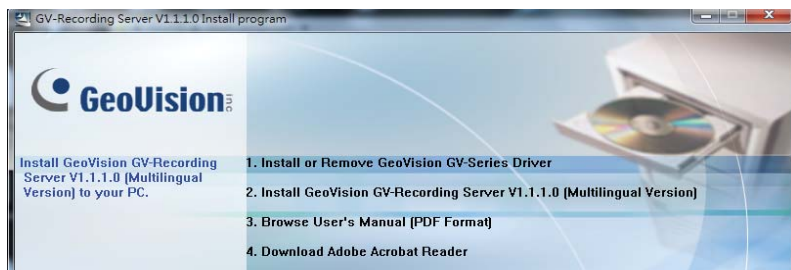 GV-Recording Server V1.1.1.0 Install program
GeoVision inc
Install GeoVision GV-Recording
Server V1.1.1.0 (Multilingual
Version) to your PC.
1. Install or Remove GeoVision GV-Series Driver
2. Install GeoVision GV-Recording Server V1.1.1.0 (Multilingual Version)
3. Browse User's Manual (PDF Format)
4. Download Adobe Acrobat Reader